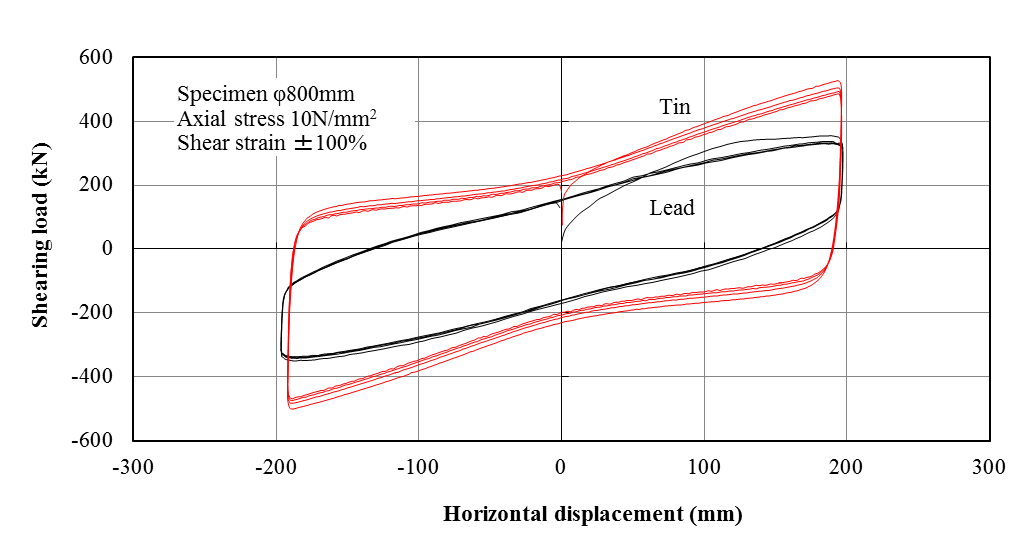 600
Specimen φ800mm
Axial stress 10N/mm²
Shear strain ±100%
Tin
400
200
Lead
0
-200
-400
-600
-300
-200
-100
0
100
200
300
Shearing load (kN)
Horizontal displacement (mm)